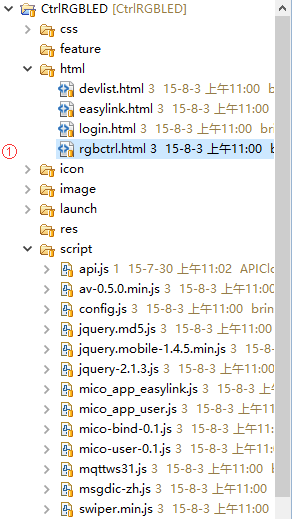 CtrlRGBLED [CtrlRGBLED]
css
feature
html
devlist.html 3 15-8-3 上午11:00 b
easylink.html 3 15-8-3 上午11:00
login.html 3 15-8-3 上午11:00 brin
① rgbctrl.html 3 15-8-3 上午11:00 b
icon
image
launch
res
script
api.js 1 15-7-30 上午11:02 APIClo
av-0.5.0.min.js 3 15-8-3 上午11:00
config.js 3 15-8-3 上午11:00 brin
jquery.md5.js 3 15-8-3 上午11:00
jquery.mobile-1.4.5.min.js 3 15-8-
jquery-2.1.3.js 3 15-8-3 上午11:00
mico_app_easylink.js 3 15-8-3 上午
mico_app_user.js 3 15-8-3 上午11
mico-bind-0.1.js 3 15-8-3 上午11:0
mico-user-0.1.js 3 15-8-3 上午11:0
mqttws31.js 3 15-8-3 上午11:00
msgdic-zh.js 3 15-8-3 上午11:00
swiper.min.js 3 15-8-3 上午11:00